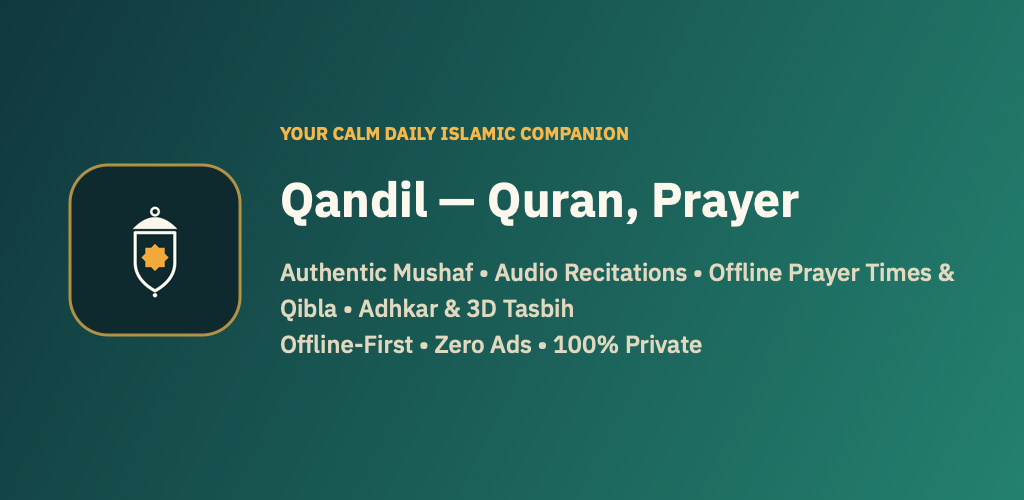 YOUR CALM DAILY ISLAMIC COMPANION
Qandil — Quran, Prayer
Authentic Mushaf • Audio Recitations • Offline Prayer Times &
Qibla • Adhkar & 3D Tasbih
Offline-First • Zero Ads • 100% Private